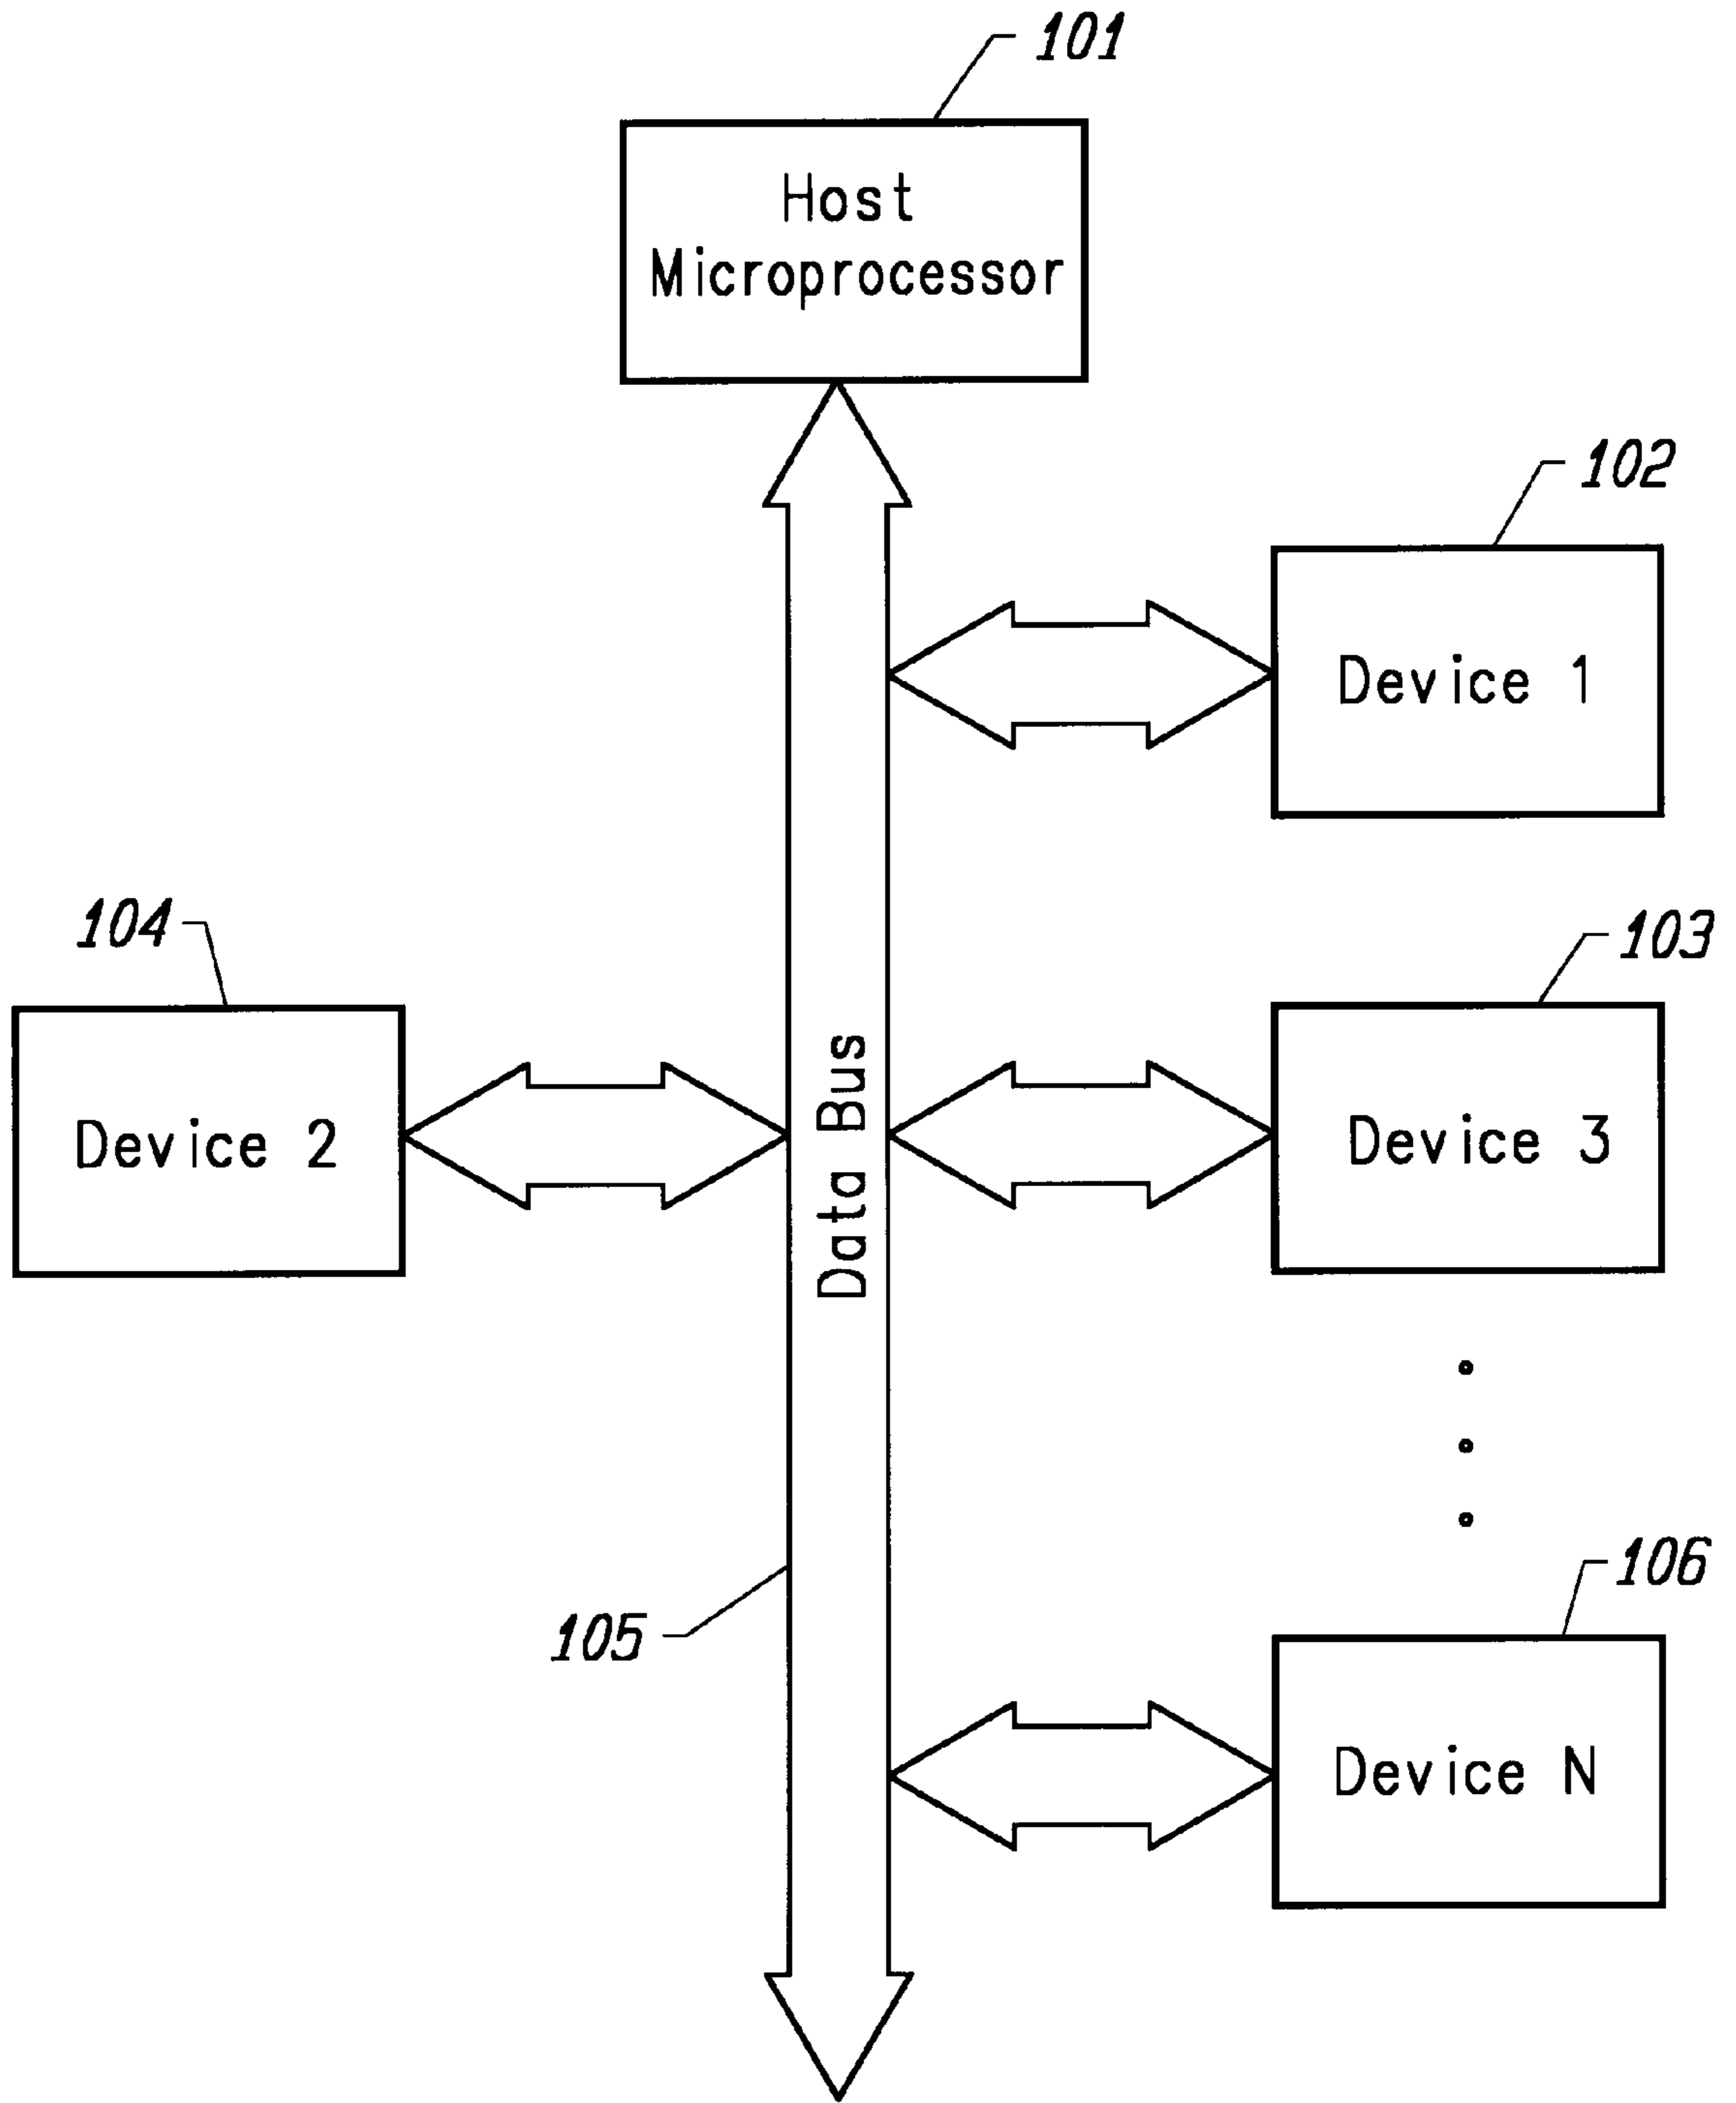 101
Host
Microprocessor
102
Device 1
104
103
Device 2
Data Bus
Device 3
105
106
Device N